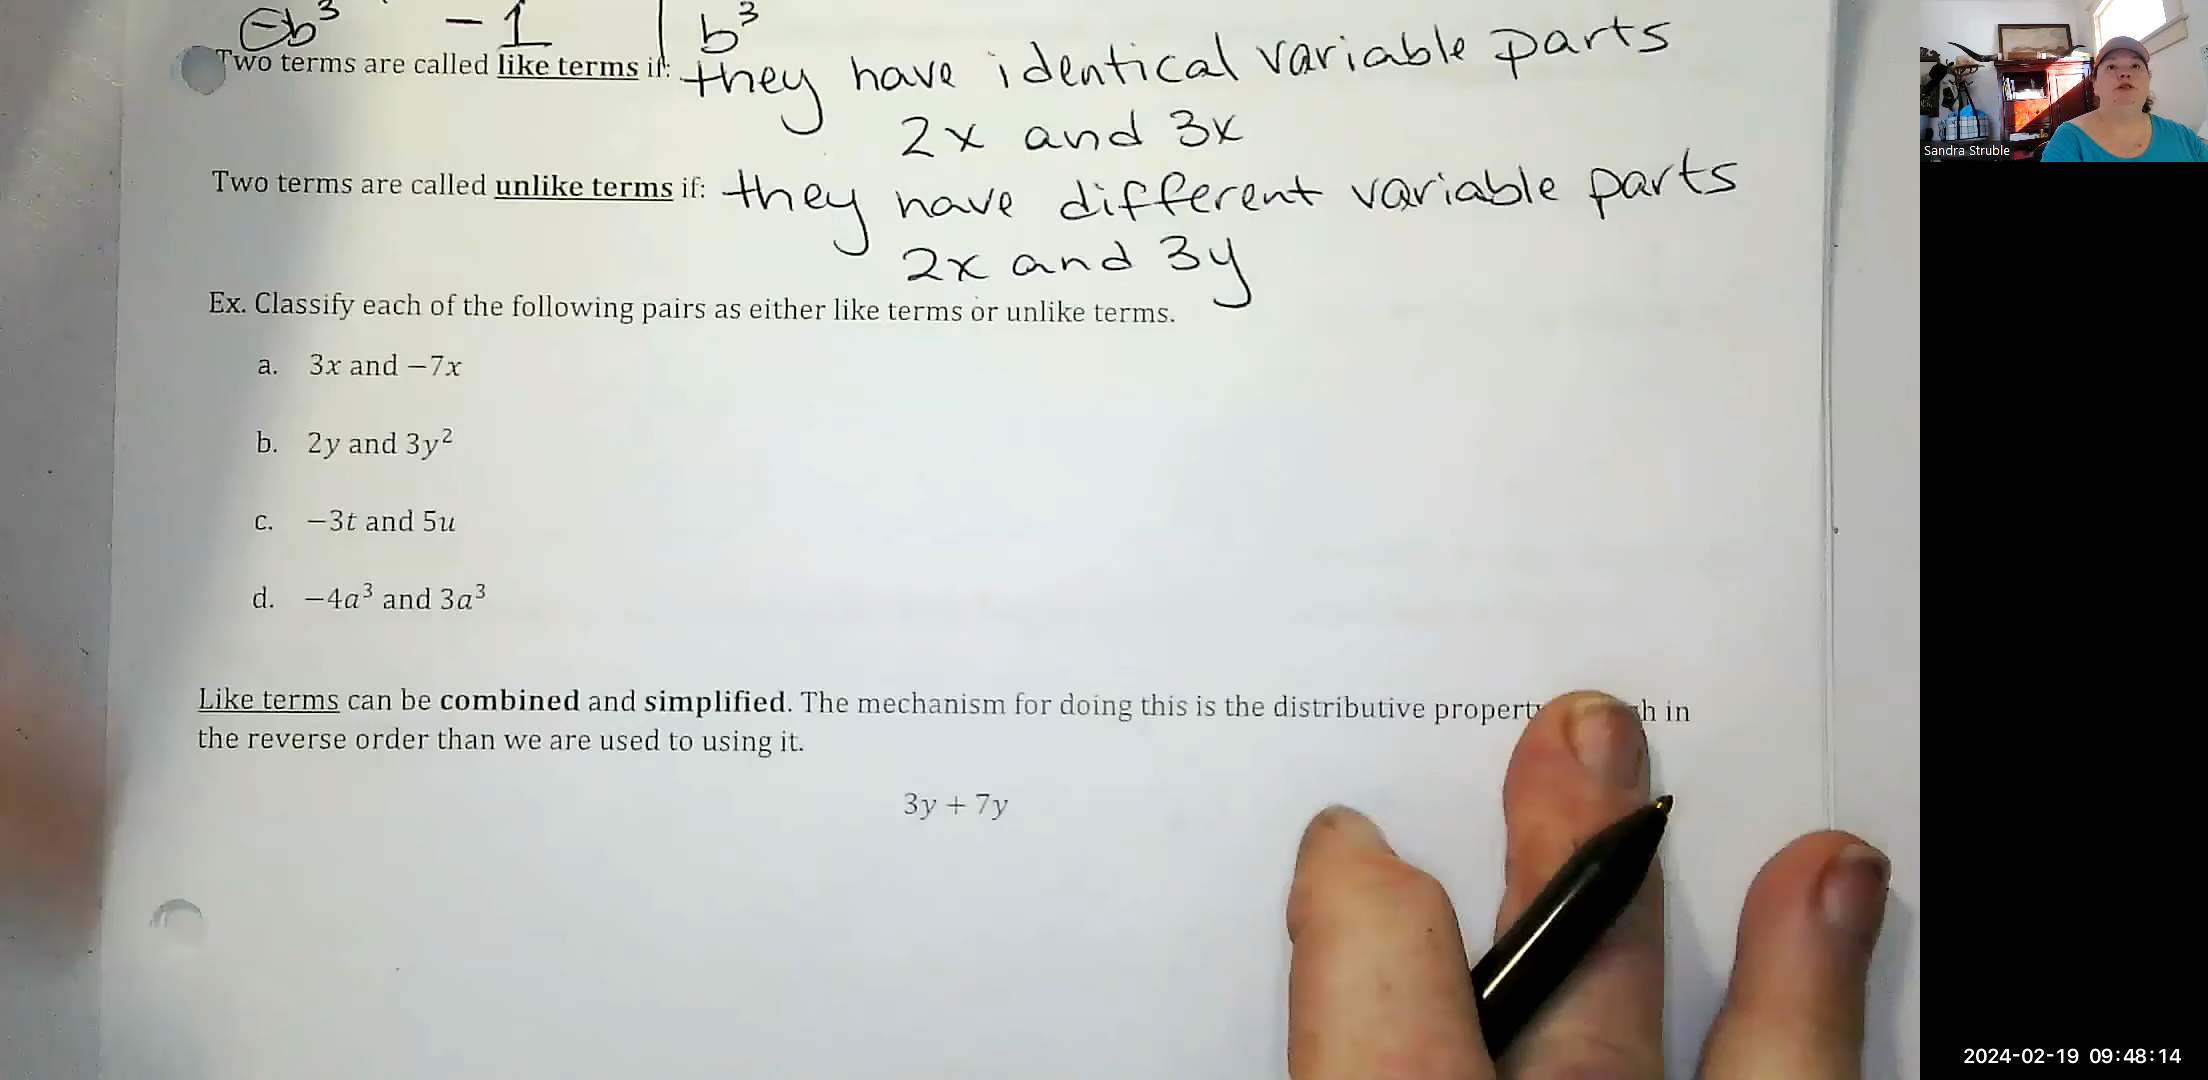 -b³ -1 | b³
Two terms are called like terms if: they have identical variable parts
2x and 3x
Two terms are called unlike terms if: they have different variable parts
2x and 3y
Ex. Classify each of the following pairs as either like terms or unlike terms.
a. 3x and −7x
b. 2y and 3y²
c. −3t and 5u
d. −4a³ and 3a³
Like terms can be combined and simplified. The mechanism for doing this is the distributive in
the reverse order than we are used to using it.
3y + 7y
Sandra Struble
2024-02-19 09:48:14